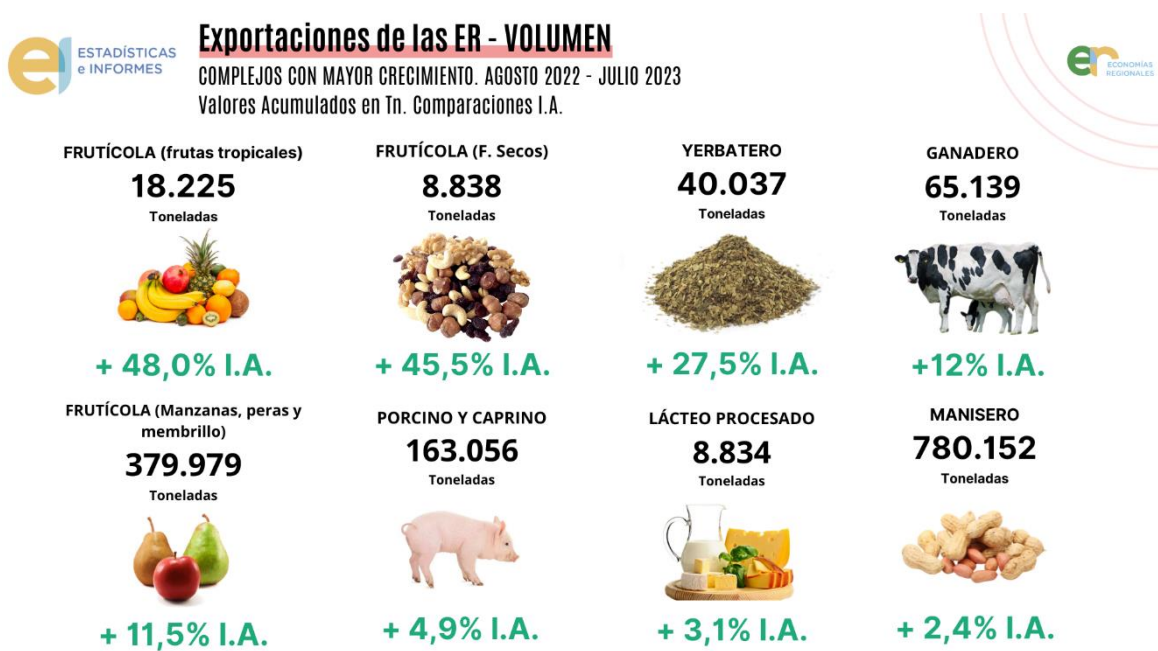 ESTADÍSTICAS
e INFORMES
Exportaciones de las ER - VOLUMEN
COMPLEJOS CON MAYOR CRECIMIENTO. AGOSTO 2022 - JULIO 2023
Valores Acumulados en Tn. Comparaciones I.A.
er ECONOMÍAS
REGIONALES
FRUTÍCOLA (frutas tropicales)
18.225
Toneladas
+ 48,0% I.A.
FRUTÍCOLA (F. Secos)
8.838
Toneladas
+ 45,5% I.A.
YERBATERO
40.037
Toneladas
+ 27,5% I.A.
GANADERO
65.139
Toneladas
+12% I.A.
FRUTÍCOLA (Manzanas, peras y
membrillo)
379.979
Toneladas
+ 11,5% I.A.
PORCINO Y CAPRINO
163.056
Toneladas
+ 4,9% I.A.
LÁCTEO PROCESADO
8.834
Toneladas
+ 3,1% I.A.
MANISERO
780.152
Toneladas
+ 2,4% I.A.